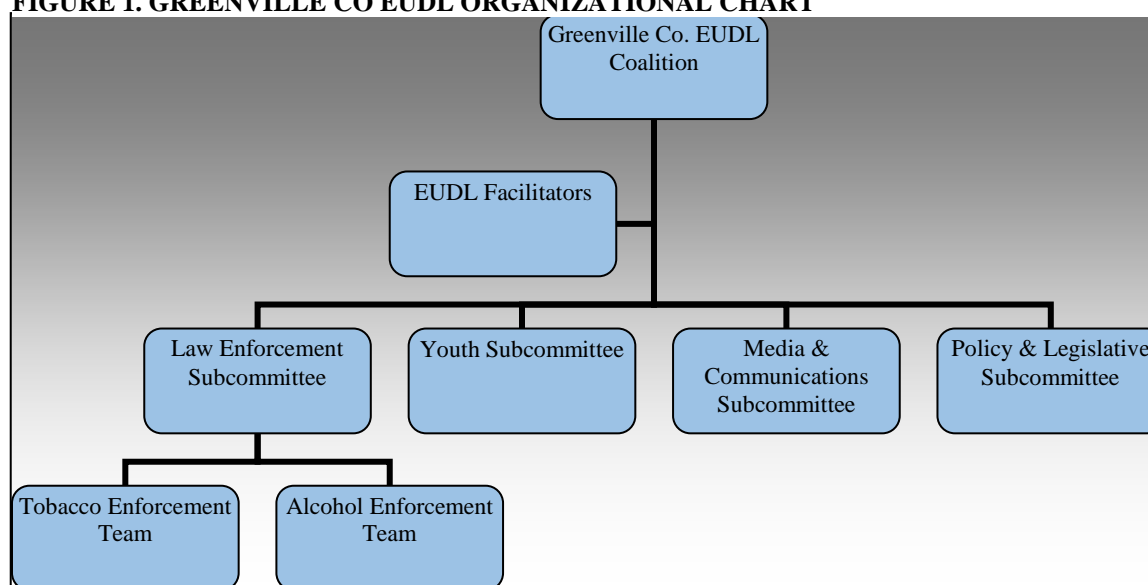 FIGURE 1. GREENVILLE CO EUDL ORGANIZATIONAL CHART
Greenville Co. EUDL
Coalition
EUDL Facilitators
Law Enforcement
Subcommittee
Youth Subcommittee
Media &
Communications
Subcommittee
Policy & Legislative
Subcommittee
Tobacco Enforcement
Team
Alcohol Enforcement
Team